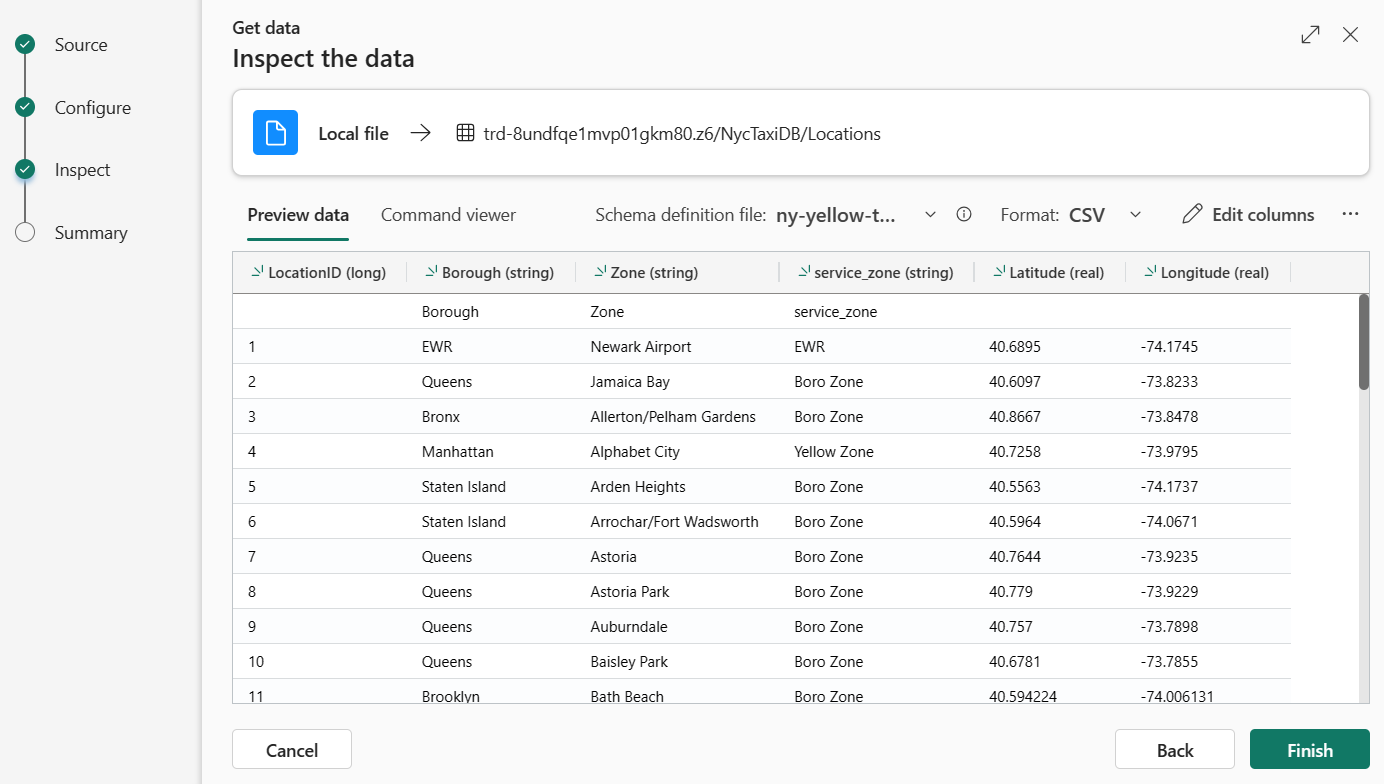 Source
Configure
Inspect
Summary
Get data
Inspect the data
Local file → trd-8undfqe1mvp01gkm80.z6/NycTaxiDB/Locations
Preview data Command viewer Schema definition file: ny-yellow-t... Format: CSV Edit columns ...
LocationID (long) Borough (string) Zone (string) service_zone (string) Latitude (real) Longitude (real)
Borough Zone service_zone
1 EWR Newark Airport EWR 40.6895 -74.1745
2 Queens Jamaica Bay Boro Zone 40.6097 -73.8233
3 Bronx Allerton/Pelham Gardens Boro Zone 40.8667 -73.8478
4 Manhattan Alphabet City Yellow Zone 40.7258 -73.9795
5 Staten Island Arden Heights Boro Zone 40.5563 -74.1737
6 Staten Island Arrochar/Fort Wadsworth Boro Zone 40.5964 -74.0671
7 Queens Astoria Boro Zone 40.7644 -73.9235
8 Queens Astoria Park Boro Zone 40.779 -73.9229
9 Queens Auburndale Boro Zone 40.757 -73.7898
10 Queens Baisley Park Boro Zone 40.6781 -73.7855
11 Brooklyn Bath Beach Boro Zone 40.594224 -74.006131
Cancel Back Finish